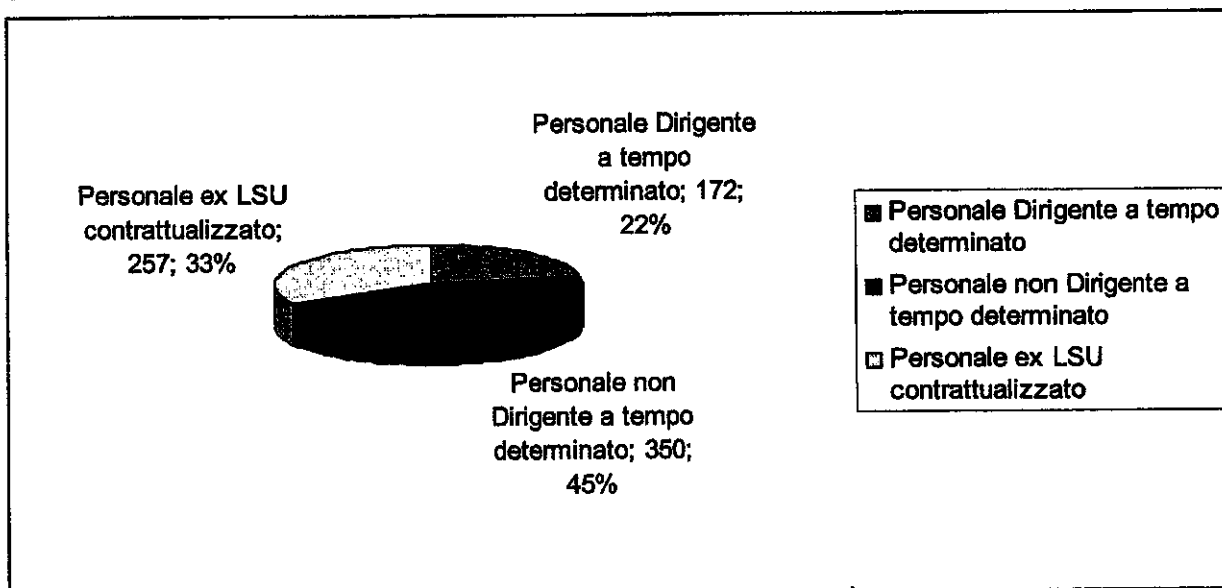 Personale Dirigente
a tempo
determinato; 172;
22%
Personale ex LSU
contrattualizzato;
257; 33%
Personale non
Dirigente a tempo
determinato; 350;
45%
Personale Dirigente a tempo
determinato
Personale non Dirigente a
tempo determinato
Personale ex LSU
contrattualizzato